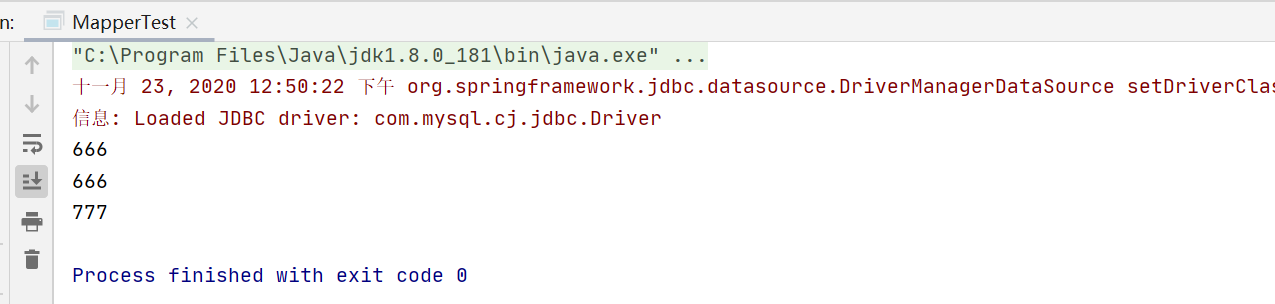 n: MapperTest
"C:\Program Files\Java\jdk1.8.0_181\bin\java.exe" ...
十一月 23, 2020 12:50:22 下午 org.springframework.jdbc.datasource.DriverManagerDataSource setDriverClas
信息: Loaded JDBC driver: com.mysql.cj.jdbc.Driver
666
666
777
Process finished with exit code 0